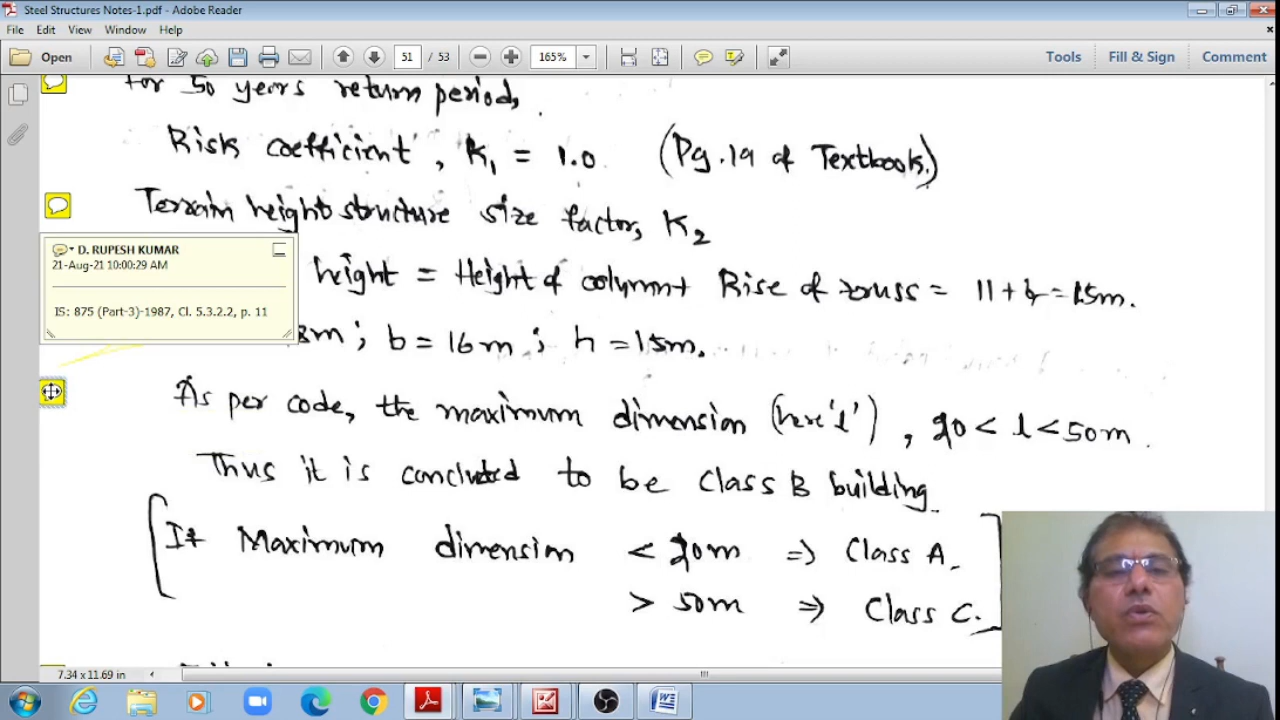 Steel Structures Notes-1.pdf - Adobe Reader
File Edit View Window Help
Open 51 / 53 165% Tools Fill & Sign Comment
for 50 years return period,
Risk coefficient, K1 = 1.0 (Pg.19 of Textbook.)
Terrain height structure size factor, K2
D. RUPESH KUMAR
21-Aug-21 10:00:29 AM
IS: 875 (Part-3)-1987, Cl. 5.3.2.2, p. 11
height = Height of column + Rise of truss = 11 + 4 = 15m.
8m ; b = 16m ; h = 15m.
As per code, the maximum dimension (here 'l') , 20 < l < 50m.
Thus it is concluded to be class B building.
If Maximum dimension < 20m => Class A.
> 50m => Class C.
7.34 x 11.69 in